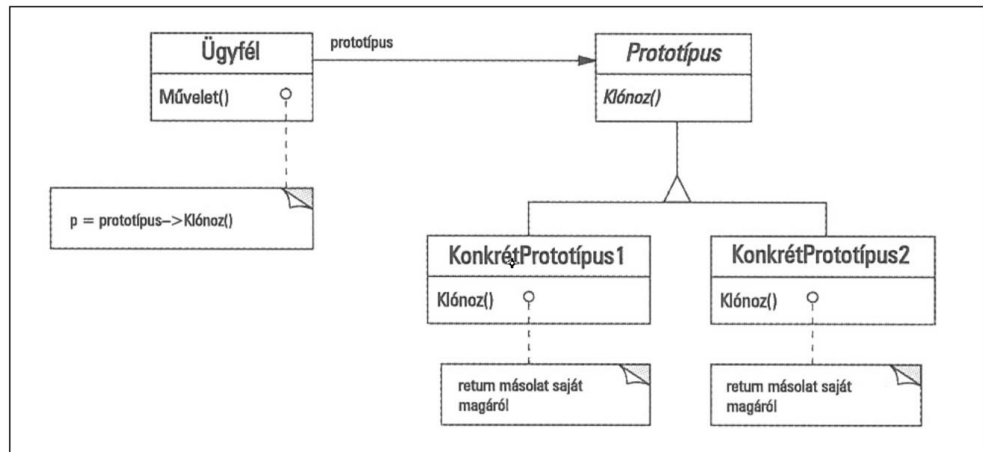 Ügyfél
Művelet()
prototípus
Prototípus
Klónoz()
p = prototípus–>Klónoz()
KonkrétPrototípus1
Klónoz()
KonkrétPrototípus2
Klónoz()
return másolat saját
magáról
return másolat saját
magáról